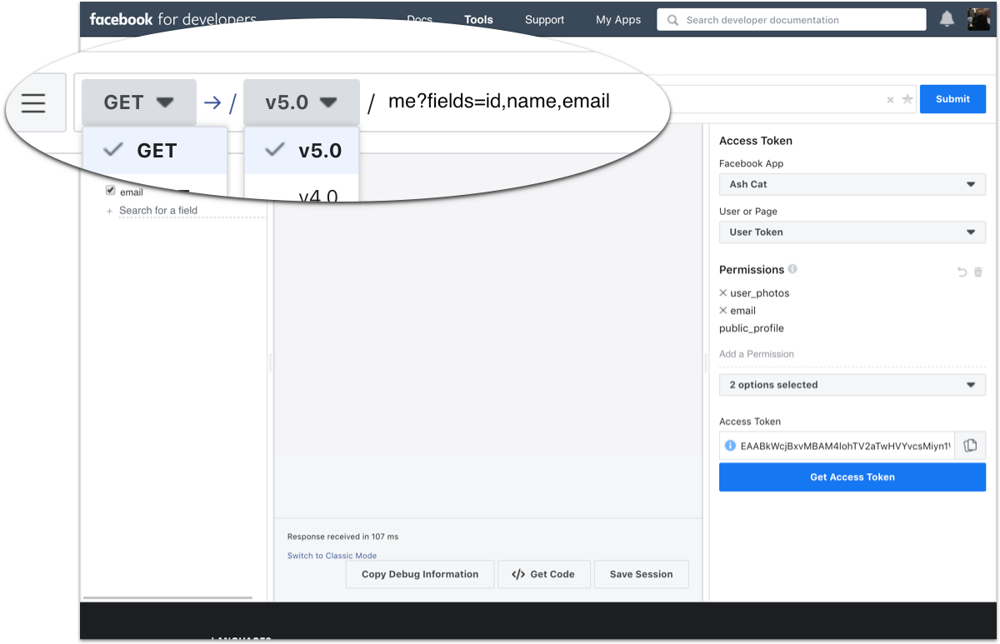 facebook for developers Docs Tools Support My Apps Search developer documentation
GET → / v5.0 / me?fields=id,name,email × Submit
GET v5.0
v4.0
email
+ Search for a field
Access Token
Facebook App
Ash Cat
User or Page
User Token
Permissions
× user_photos
× email
public_profile
Add a Permission
2 options selected
Access Token
EAABkWcjBxvMBAM4IohTV2aTwHVYvcsMiyn1
Get Access Token
Response received in 107 ms
Switch to Classic Mode
Copy Debug Information </> Get Code Save Session
LANGUAGES